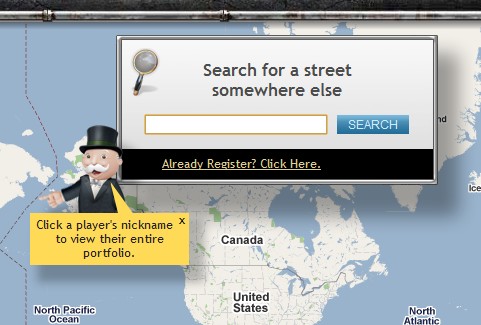 Search for a street
somewhere else
SEARCH
Already Register? Click Here.
Click a player's nickname x
to view their entire
portfolio.
Canada
United
States
North Pacific
Ocean
North
Atlantic